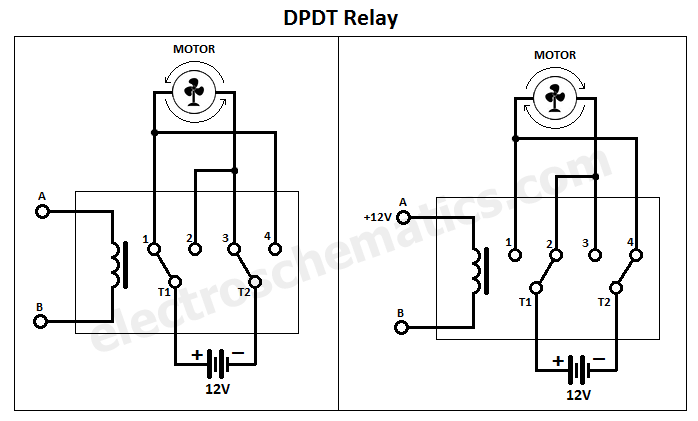 DPDT Relay
MOTOR
A
1 2 3 4
T1 T2
B
+ −
12V
MOTOR
A
+12V
1 2 3 4
T1 T2
B
+ −
12V
electroschematics.com